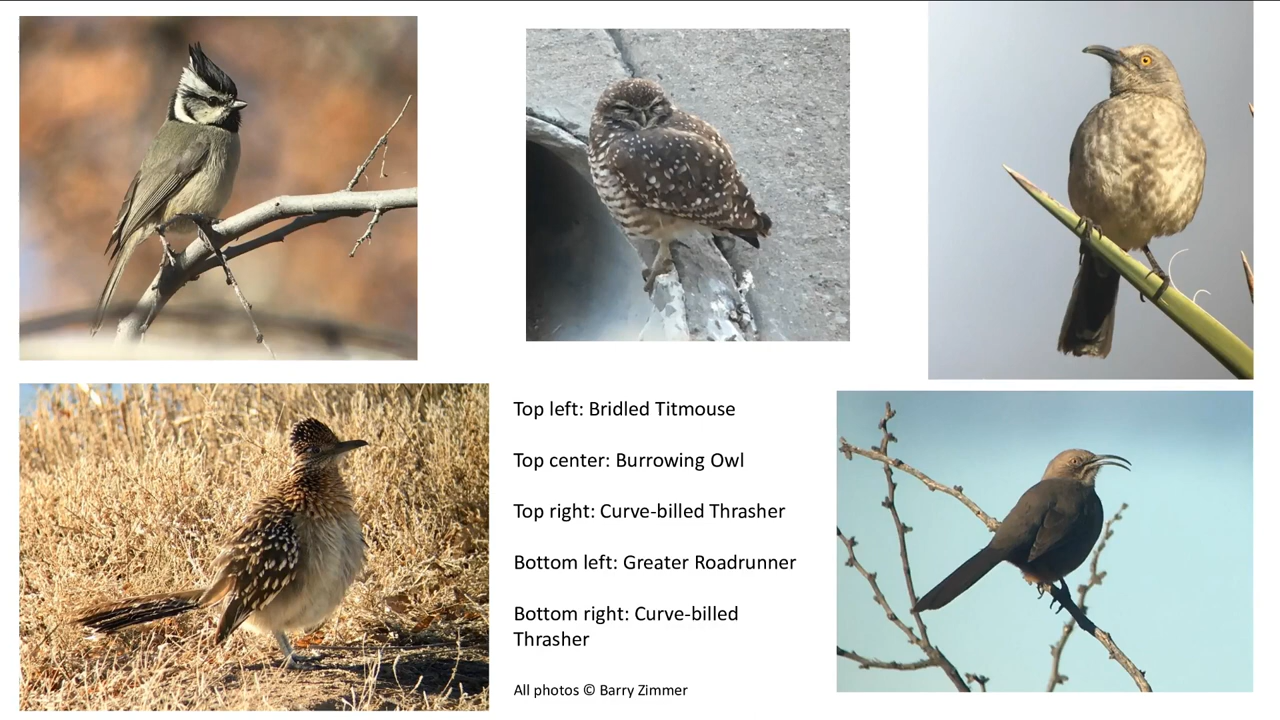 Top left: Bridled Titmouse
Top center: Burrowing Owl
Top right: Curve-billed Thrasher
Bottom left: Greater Roadrunner
Bottom right: Curve-billed
Thrasher
All photos © Barry Zimmer